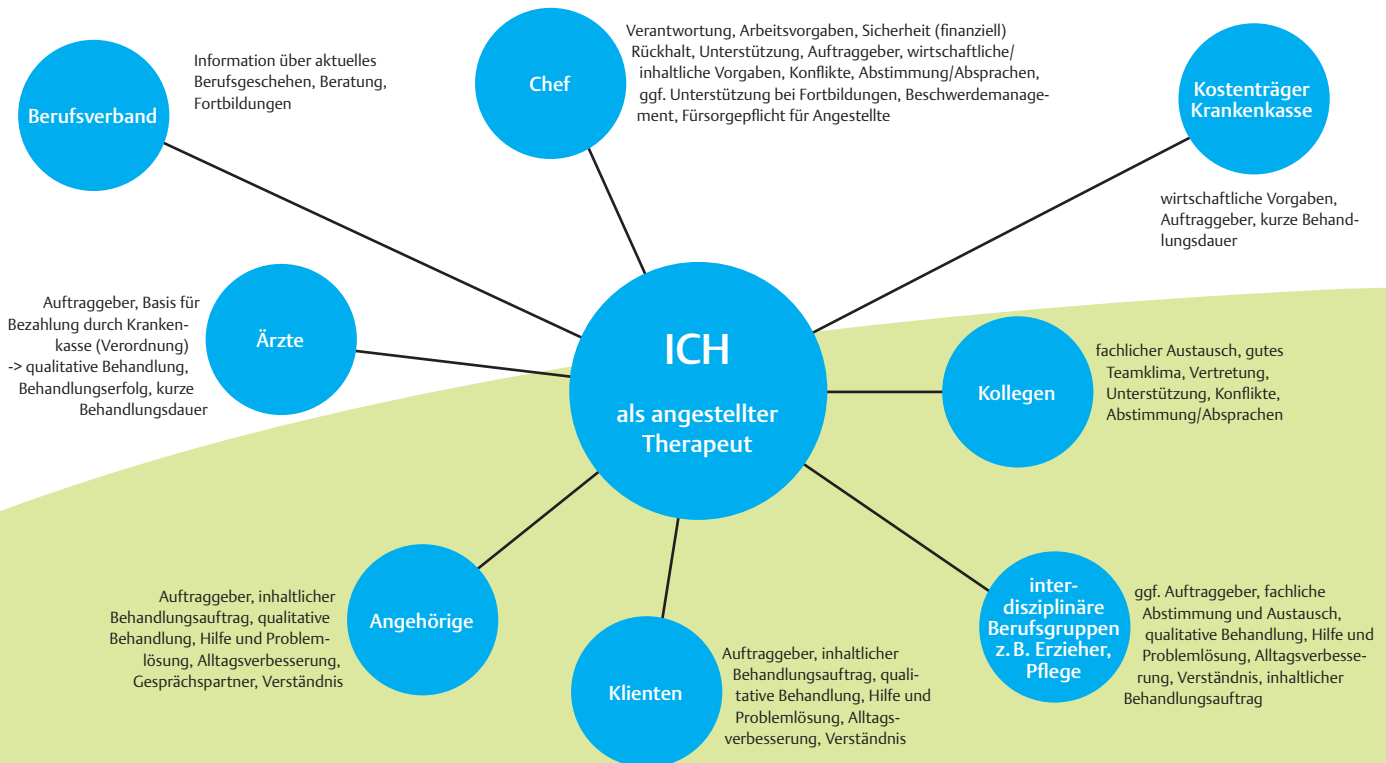 Berufsverband
Information über aktuelles
Berufsgeschehen, Beratung,
Fortbildungen
Chef
Verantwortung, Arbeitsvorgaben, Sicherheit (finanziell)
Rückhalt, Unterstützung, Auftraggeber, wirtschaftliche/
inhaltliche Vorgaben, Konflikte, Abstimmung/Absprachen,
ggf. Unterstützung bei Fortbildungen, Beschwerdemanage-
ment, Fürsorgepflicht für Angestellte
Kostenträger
Krankenkasse
wirtschaftliche Vorgaben,
Auftraggeber, kurze Behand-
lungsdauer
Auftraggeber, Basis für
Bezahlung durch Kranken-
kasse (Verordnung)
-> qualitative Behandlung,
Behandlungserfolg, kurze
Behandlungsdauer
Ärzte
ICH
als angestellter
Therapeut
Kollegen
fachlicher Austausch, gutes
Teamklima, Vertretung,
Unterstützung, Konflikte,
Abstimmung/Absprachen
Auftraggeber, inhaltlicher
Behandlungsauftrag, qualitative
Behandlung, Hilfe und Problem-
lösung, Alltagsverbesserung,
Gesprächspartner, Verständnis
Angehörige
Klienten
Auftraggeber, inhaltlicher
Behandlungsauftrag, quali-
tative Behandlung, Hilfe und
Problemlösung, Alltags-
verbesserung, Verständnis
inter-
disziplinäre
Berufsgruppen
z. B. Erzieher,
Pflege
ggf. Auftraggeber, fachliche
Abstimmung und Austausch,
qualitative Behandlung, Hilfe und
Problemlösung, Alltagsverbesse-
rung, Verständnis, inhaltlicher
Behandlungsauftrag